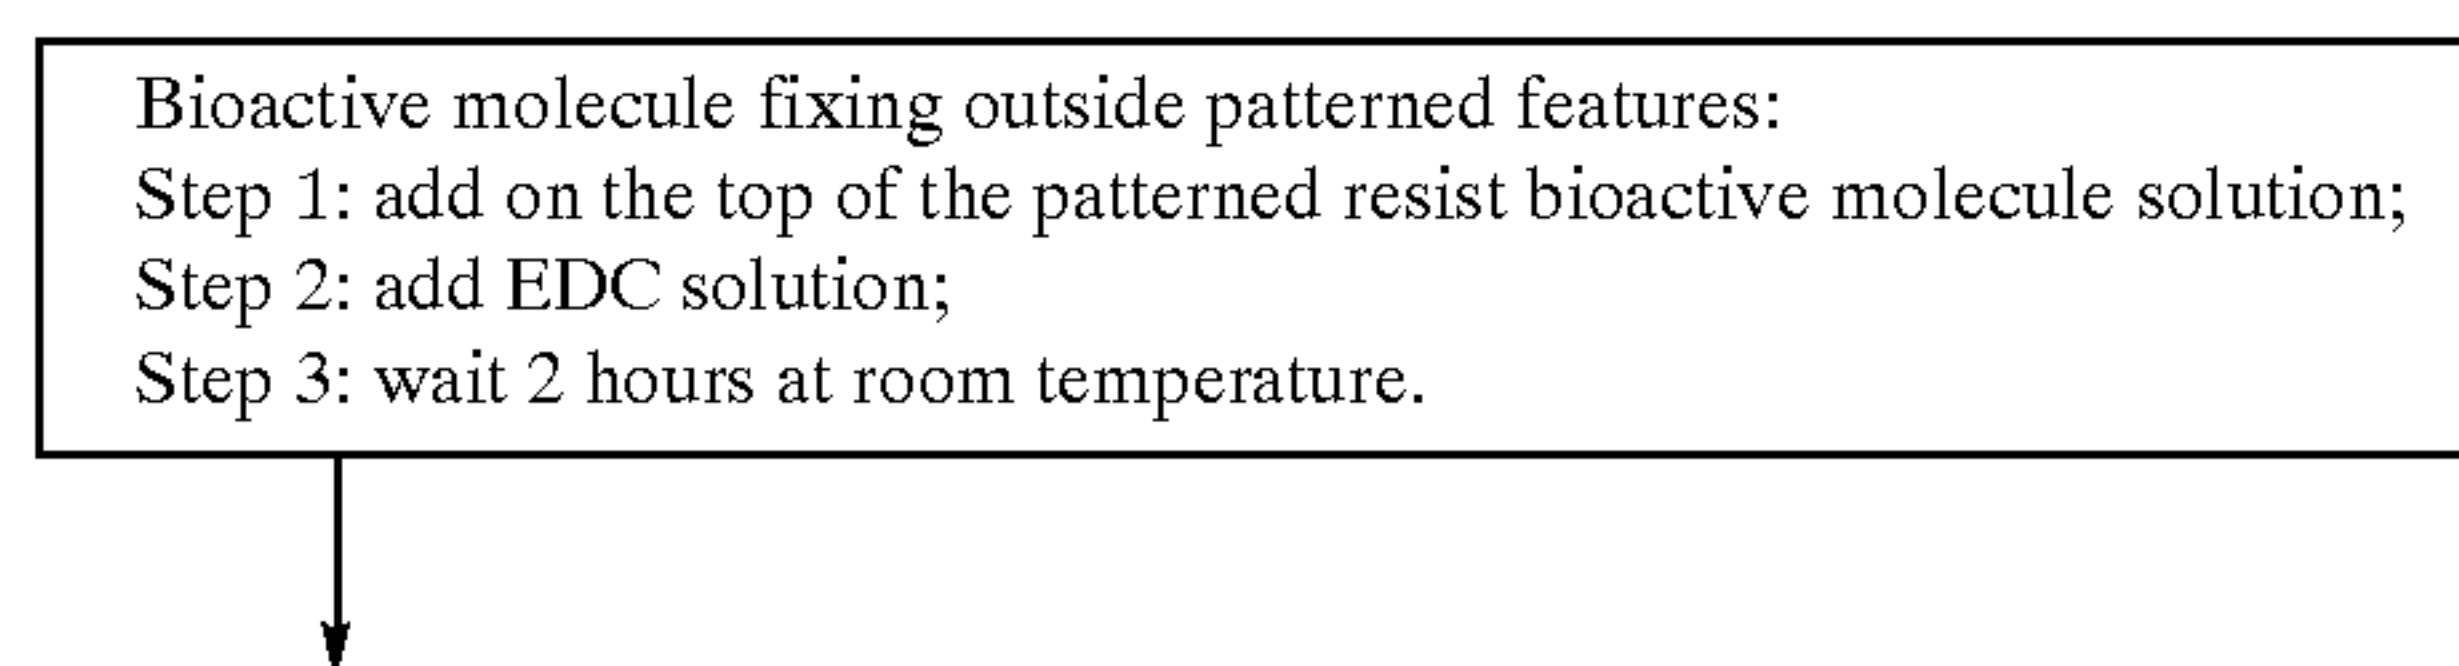 Bioactive molecule fixing outside patterned features:
Step 1: add on the top of the patterned resist bioactive molecule solution;
Step 2: add EDC solution;
Step 3: wait 2 hours at room temperature.